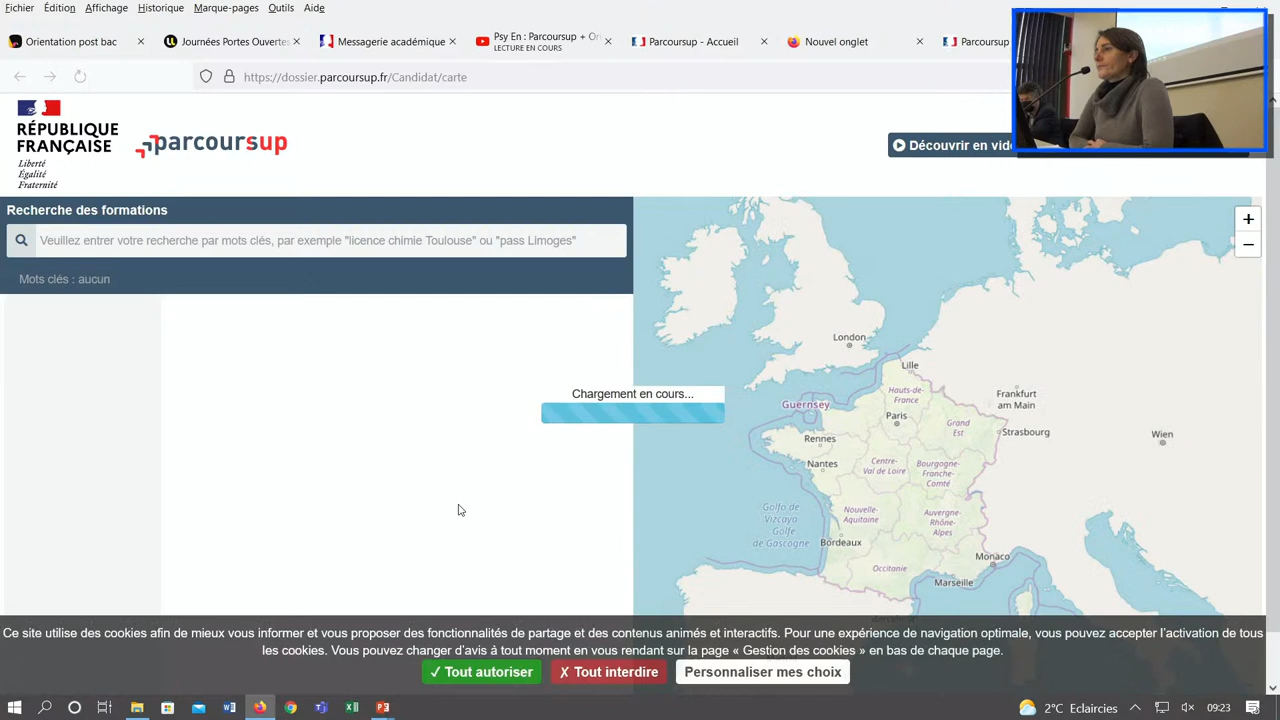 Fichier Édition Affichage Historique Marque-pages Outils Aide
Orientation post bac
Journées Portes Ouvertes
Messagerie académique
Psy En : Parcoursup + Or
LECTURE EN COURS
Parcoursup - Accueil
Nouvel onglet
Parcoursup
https://dossier.parcoursup.fr/Candidat/carte
RÉPUBLIQUE
FRANÇAISE
Liberté
Égalité
Fraternité
parcoursup
Découvrir en vidé
Recherche des formations
Veuillez entrer votre recherche par mots clés, par exemple "licence chimie Toulouse" ou "pass Limoges"
Mots clés : aucun
+
−
London
Lille
Guernsey
Hauts-de-
France
Paris
Grand
Est
Frankfurt
am Main
Strasbourg
Wien
Rennes
Nantes
Centre-
Val de Loire
Bourgogne-
Franche-
Comté
Golfo de
Vizcaya
Golfe
de Gascogne
Nouvelle-
Aquitaine
Auvergne-
Rhône-
Alpes
Bordeaux
Occitanie
Monaco
Marseille
Chargement en cours...
Ce site utilise des cookies afin de mieux vous informer et vous proposer des fonctionnalités de partage et des contenus animés et interactifs. Pour une expérience de navigation optimale, vous pouvez accepter l'activation de tous
les cookies. Vous pouvez changer d'avis à tout moment en vous rendant sur la page « Gestion des cookies » en bas de chaque page.
✓ Tout autoriser
✗ Tout interdire
Personnaliser mes choix
2°C Eclaircies
09:23